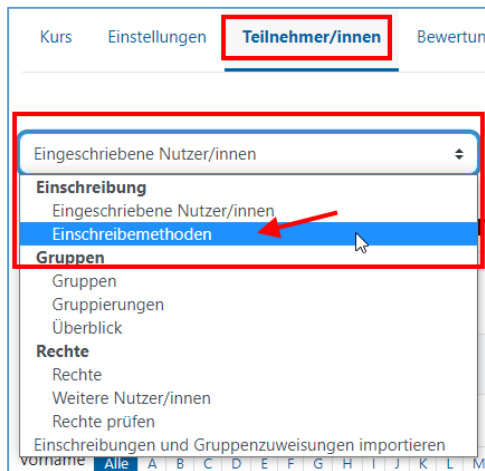 Kurs Einstellungen Teilnehmer/innen Bewertun
Eingeschriebene Nutzer/innen
Einschreibung
Eingeschriebene Nutzer/innen
Einschreibemethoden
Gruppen
Gruppen
Gruppierungen
Überblick
Rechte
Rechte
Weitere Nutzer/innen
Rechte prüfen
Einschreibungen und Gruppenzuweisungen importieren
Vorname Alle A B C D E F G H I J K L M